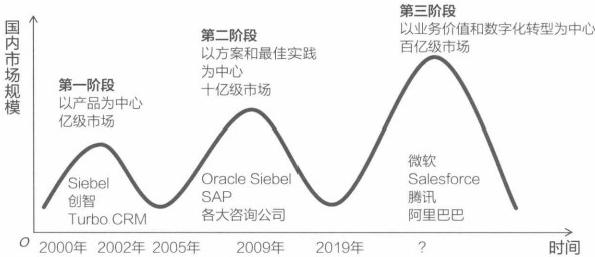 国内市场规模
第一阶段
以产品为中心
亿级市场
第二阶段
以方案和最佳实践
为中心
十亿级市场
第三阶段
以业务价值和数字化转型为中心
百亿级市场
Siebel
创智
Turbo CRM
Oracle Siebel
SAP
各大咨询公司
微软
Salesforce
腾讯
阿里巴巴
O
2000年
2002年
2005年
2009年
2019年
?
时间